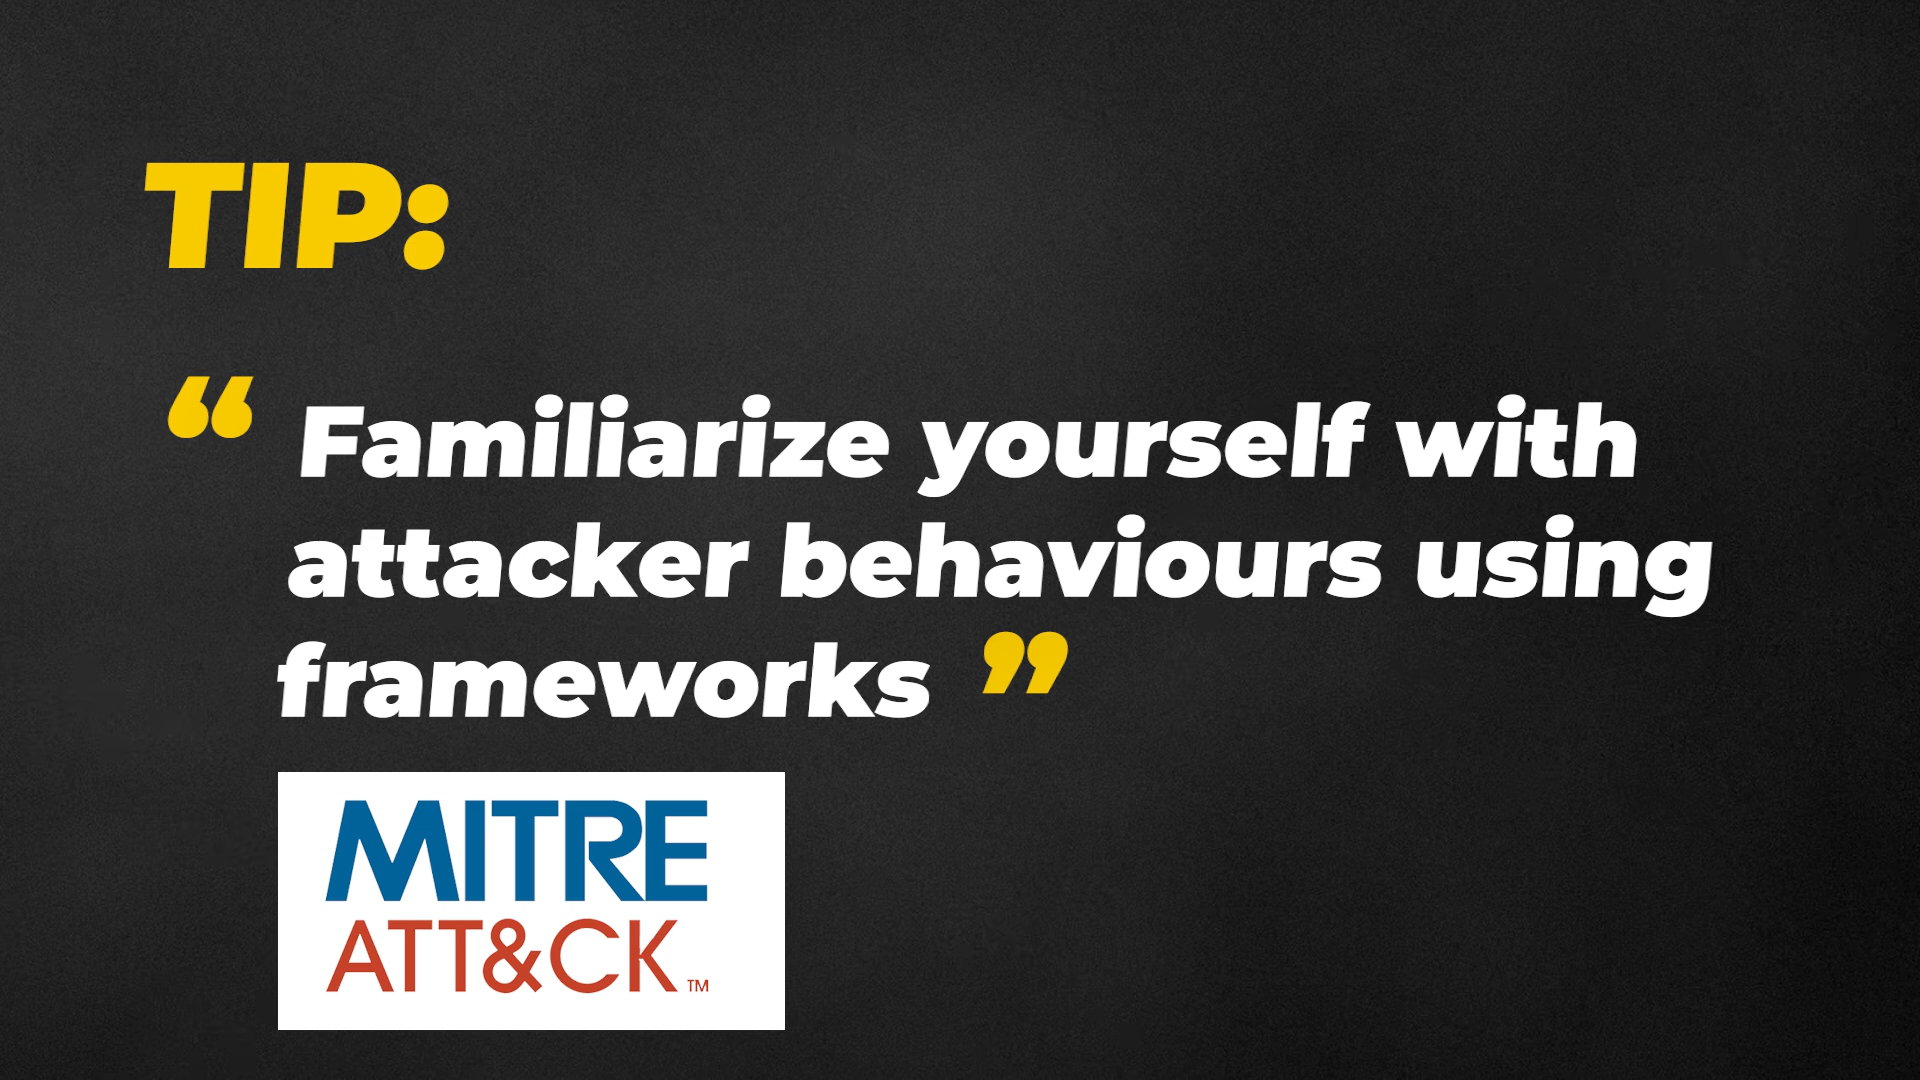 TIP:
“ Familiarize yourself with
attacker behaviours using
frameworks ”
MITRE
ATT&CK™